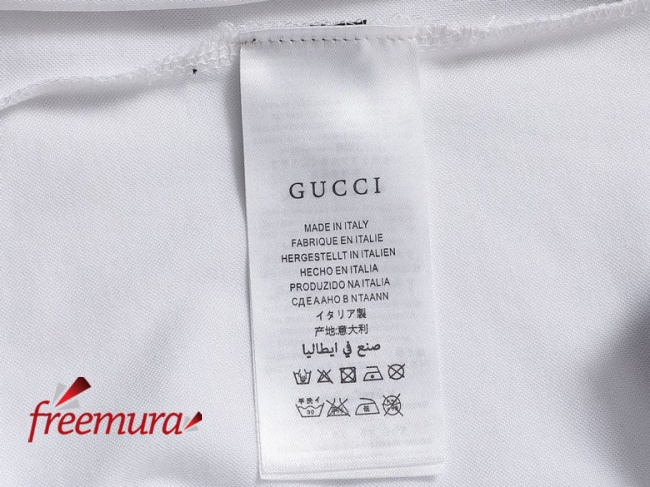 GUCCI
MADE IN ITALY
FABRIQUE EN ITALIE
HERGESTELLT IN ITALIEN
HECHO EN ITALIA
PRODUZIDO NA ITALIA
СДЕААНО В NTAANN
イタリア製
产地:意大利
صنع في ايطاليا
freemura